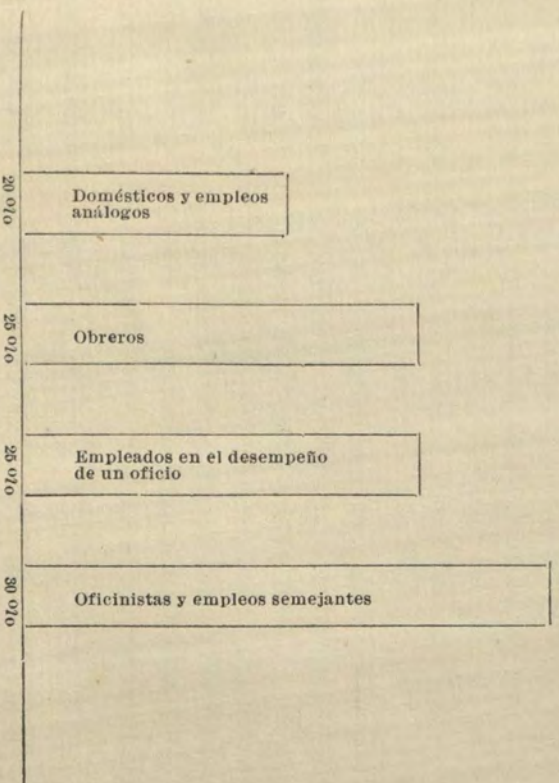 20 o/o
Domésticos y empleos
análogos
25 o/o
Obreros
25 o/o
Empleados en el desempeño
de un oficio
30 o/o
Oficinistas y empleos semejantes